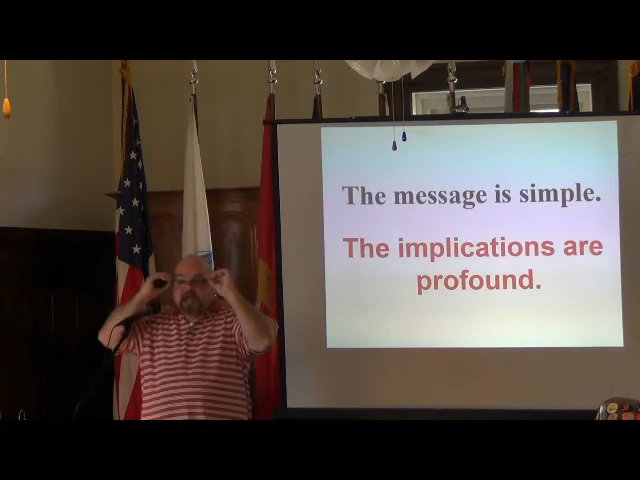 The message is simple.
The implications are
profound.